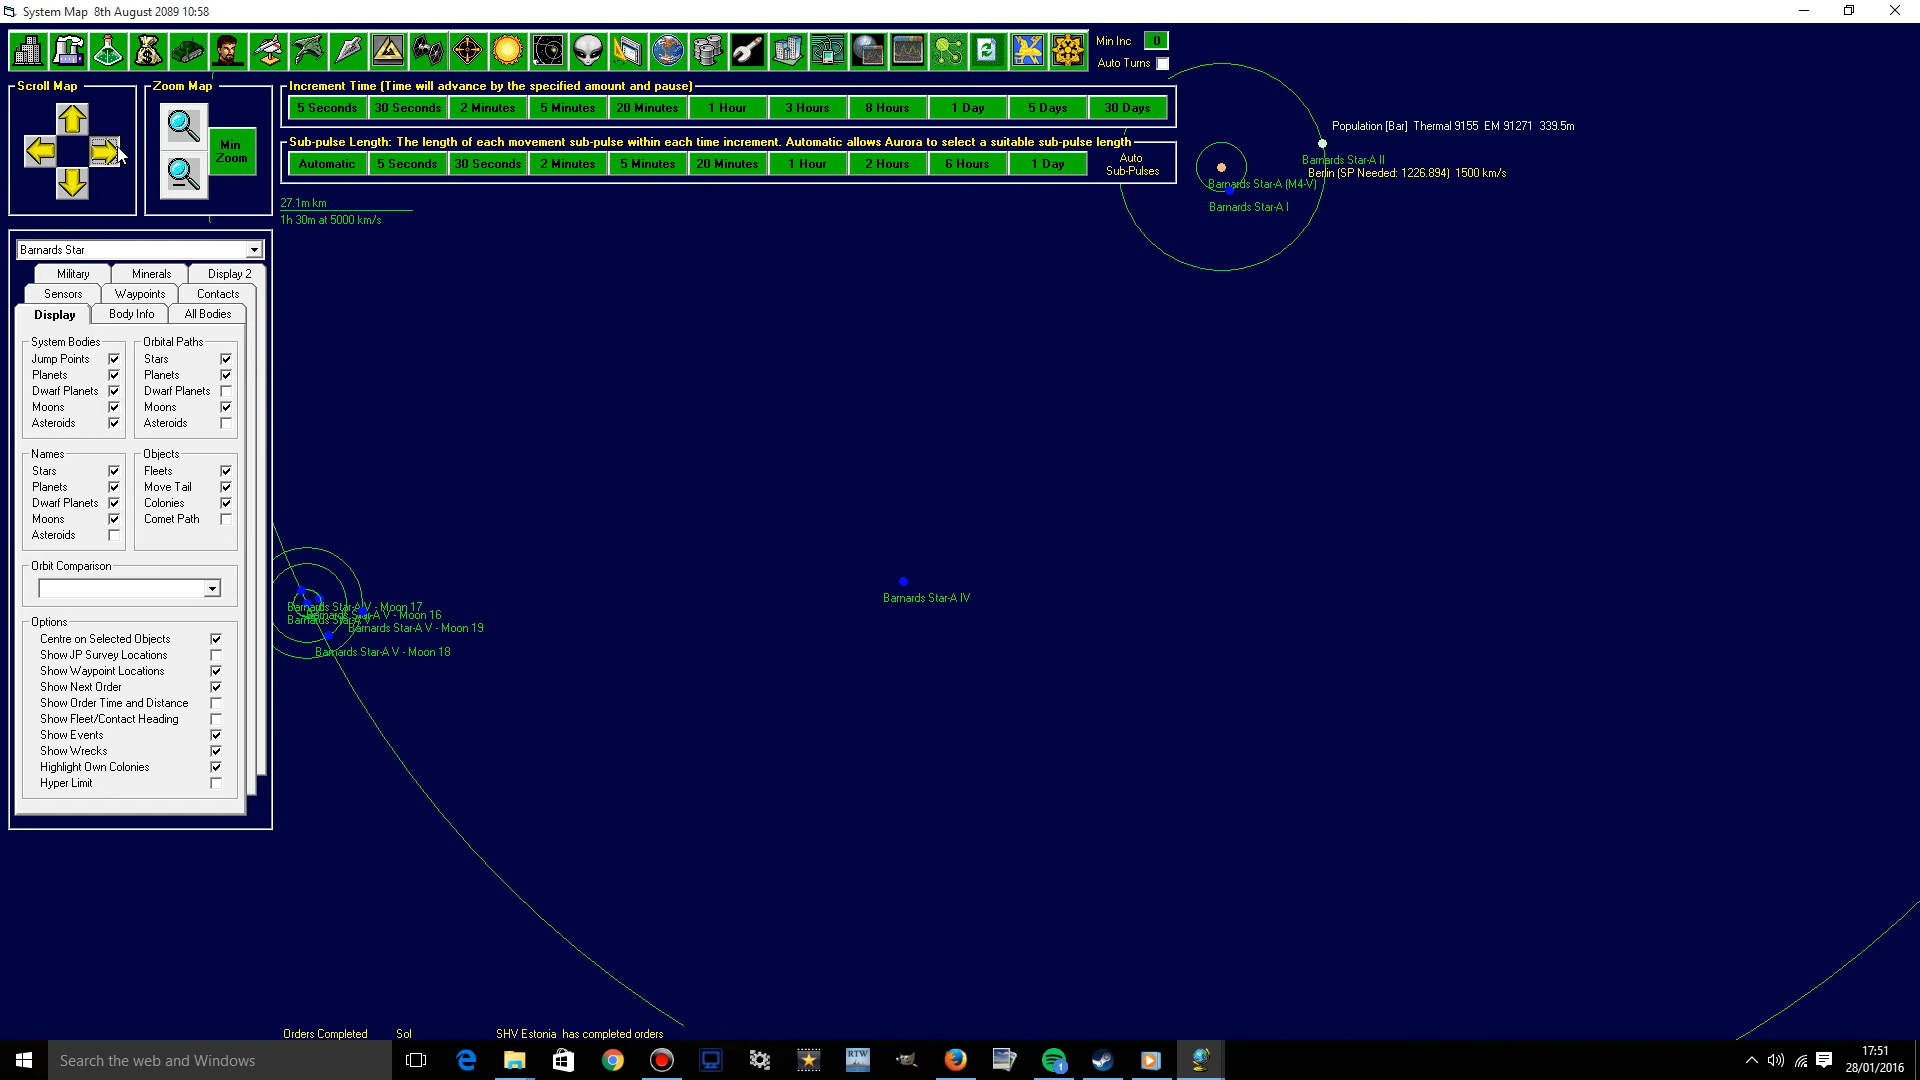 System Map 8th August 2089 10:58
Min Inc 0
Auto Turns
Scroll Map
Zoom Map
Min Zoom
Increment Time (Time will advance by the specified amount and pause)
5 Seconds 30 Seconds 2 Minutes 5 Minutes 20 Minutes 1 Hour 3 Hours 8 Hours 1 Day 5 Days 30 Days
Sub-pulse Length: The length of each movement sub-pulse within each time increment. Automatic allows Aurora to select a suitable sub-pulse length
Automatic 5 Seconds 30 Seconds 2 Minutes 5 Minutes 20 Minutes 1 Hour 2 Hours 6 Hours 1 Day
Auto Sub-Pulses
27.1m km
1h 30m at 5000 km/s
Population [Bar] Thermal 9155 EM 91271 339.5m
Barnards Star-A II
Berlin (SP Needed: 1226.894) 1500 km/s
Barnards Star-A (M4-V)
Barnards Star-A I
Barnards Star
Military Minerals Display 2
Sensors Waypoints Contacts
Display Body Info All Bodies
System Bodies
Jump Points
Planets
Dwarf Planets
Moons
Asteroids
Orbital Paths
Stars
Planets
Dwarf Planets
Moons
Asteroids
Names
Stars
Planets
Dwarf Planets
Moons
Asteroids
Objects
Fleets
Move Tail
Colonies
Comet Path
Orbit Comparison
Options
Centre on Selected Objects
Show JP Survey Locations
Show Waypoint Locations
Show Next Order
Show Order Time and Distance
Show Fleet/Contact Heading
Show Events
Show Wrecks
Highlight Own Colonies
Hyper Limit
Barnards Star-A IV
Barnards Star-A V - Moon 17
Barnards Star-A V - Moon 16
Barnards Star-A V
Barnards Star-A V - Moon 19
Barnards Star-A V - Moon 18
Orders Completed Sol SHV Estonia has completed orders
Search the web and Windows
RTW
1
17:51
28/01/2016